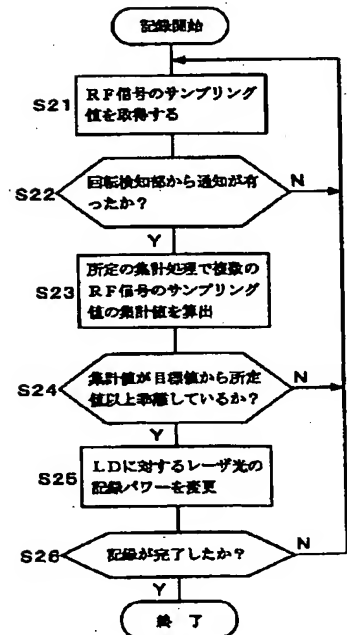 記録開始
S21
RF信号のサンプリング
値を取得する
S22
回転検知部から通知が有
ったか?
N
Y
S23
所定の集計処理で複数の
RF信号のサンプリング
値の集計値を算出
S24
集計値が目標値から所定
値以上乖離しているか?
N
Y
S25
LDに対するレーザ光の
記録パワーを変更
S26
記録が完了したか?
N
Y
終了